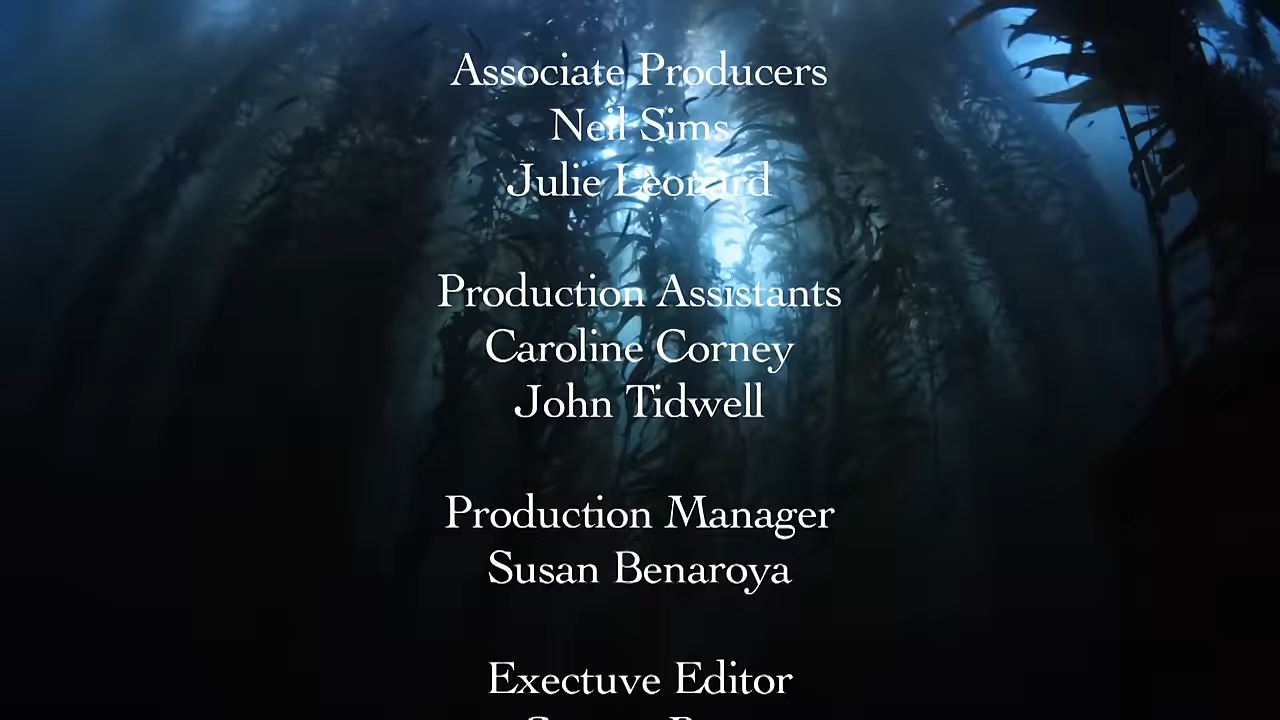 Associate Producers
Neil Sims
Julie Leonard
Production Assistants
Caroline Corney
John Tidwell
Production Manager
Susan Benaroya
Exectuve Editor